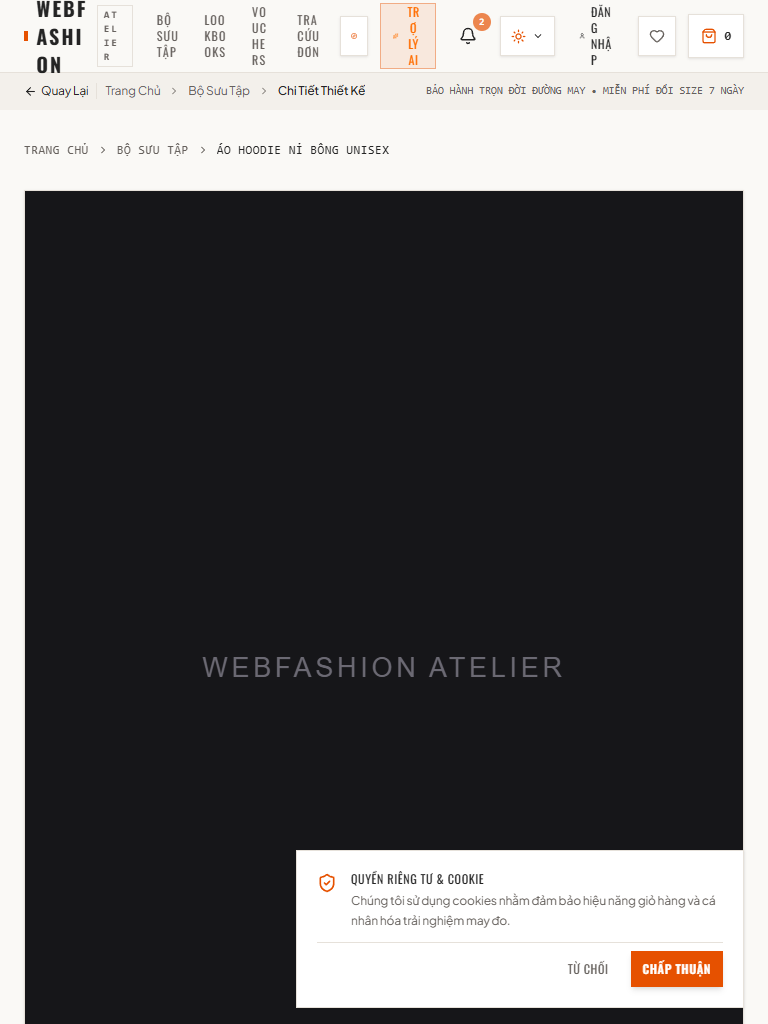 WEBF
ASHI
ON
AT
EL
IE
R
BỘ
SƯU
TẬP
LOO
KBO
OKS
VO
UC
HE
RS
TRA
CỨU
ĐƠN
TR
Ợ
LÝ
AI
2
ĐĂN
G
NHẬ
P
0
Quay Lại
Trang Chủ
Bộ Sưu Tập
Chi Tiết Thiết Kế
BẢO HÀNH TRỌN ĐỜI ĐƯỜNG MAY • MIỄN PHÍ ĐỔI SIZE 7 NGÀY
TRANG CHỦ
BỘ SƯU TẬP
ÁO HOODIE NỈ BÔNG UNISEX
WEBFASHION ATELIER
QUYỀN RIÊNG TƯ & COOKIE
Chúng tôi sử dụng cookies nhằm đảm bảo hiệu năng giỏ hàng và cá
nhân hóa trải nghiệm may đo.
TỪ CHỐI
CHẤP THUẬN